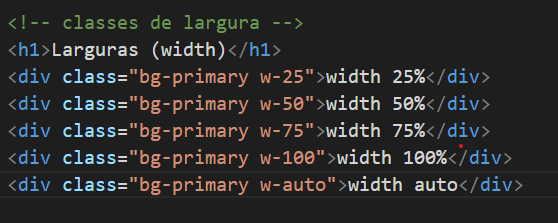 <!-- classes de largura -->
<h1>Larguras (width)</h1>
<div class="bg-primary w-25">width 25%</div>
<div class="bg-primary w-50">width 50%</div>
<div class="bg-primary w-75">width 75%</div>
<div class="bg-primary w-100">width 100%</div>
<div class="bg-primary w-auto">width auto</div>